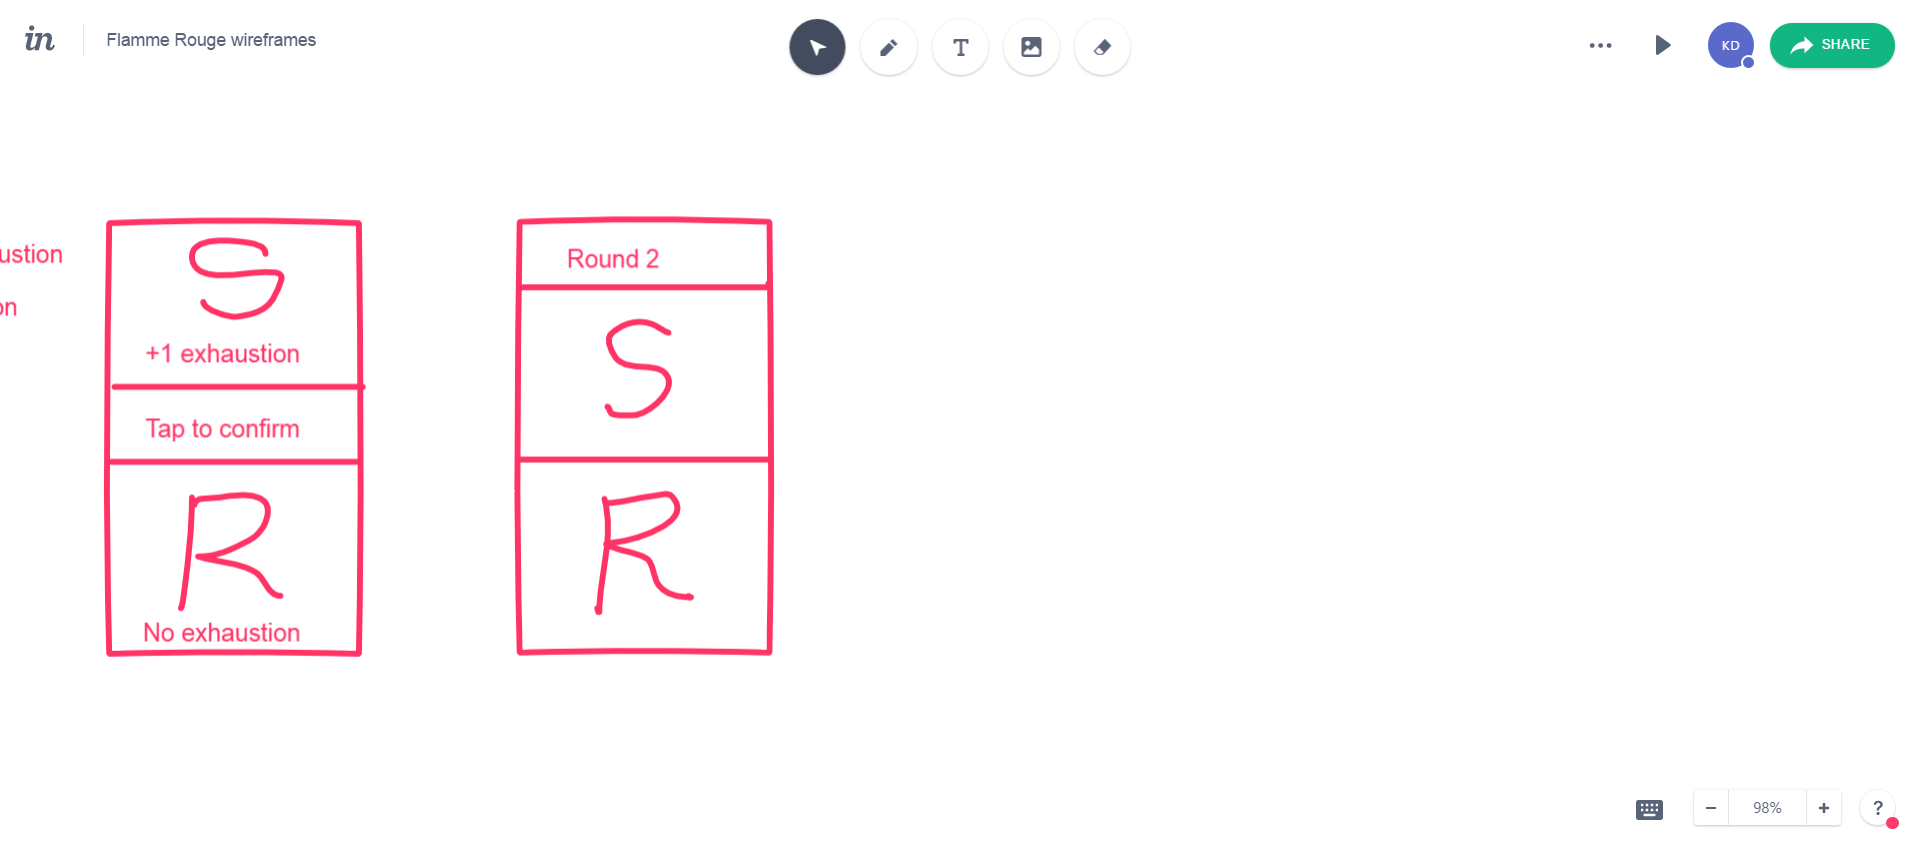 in
Flamme Rouge wireframes
KD
SHARE
ustion
on
S
+1 exhaustion
Tap to confirm
R
No exhaustion
Round 2
S
R
98%
?